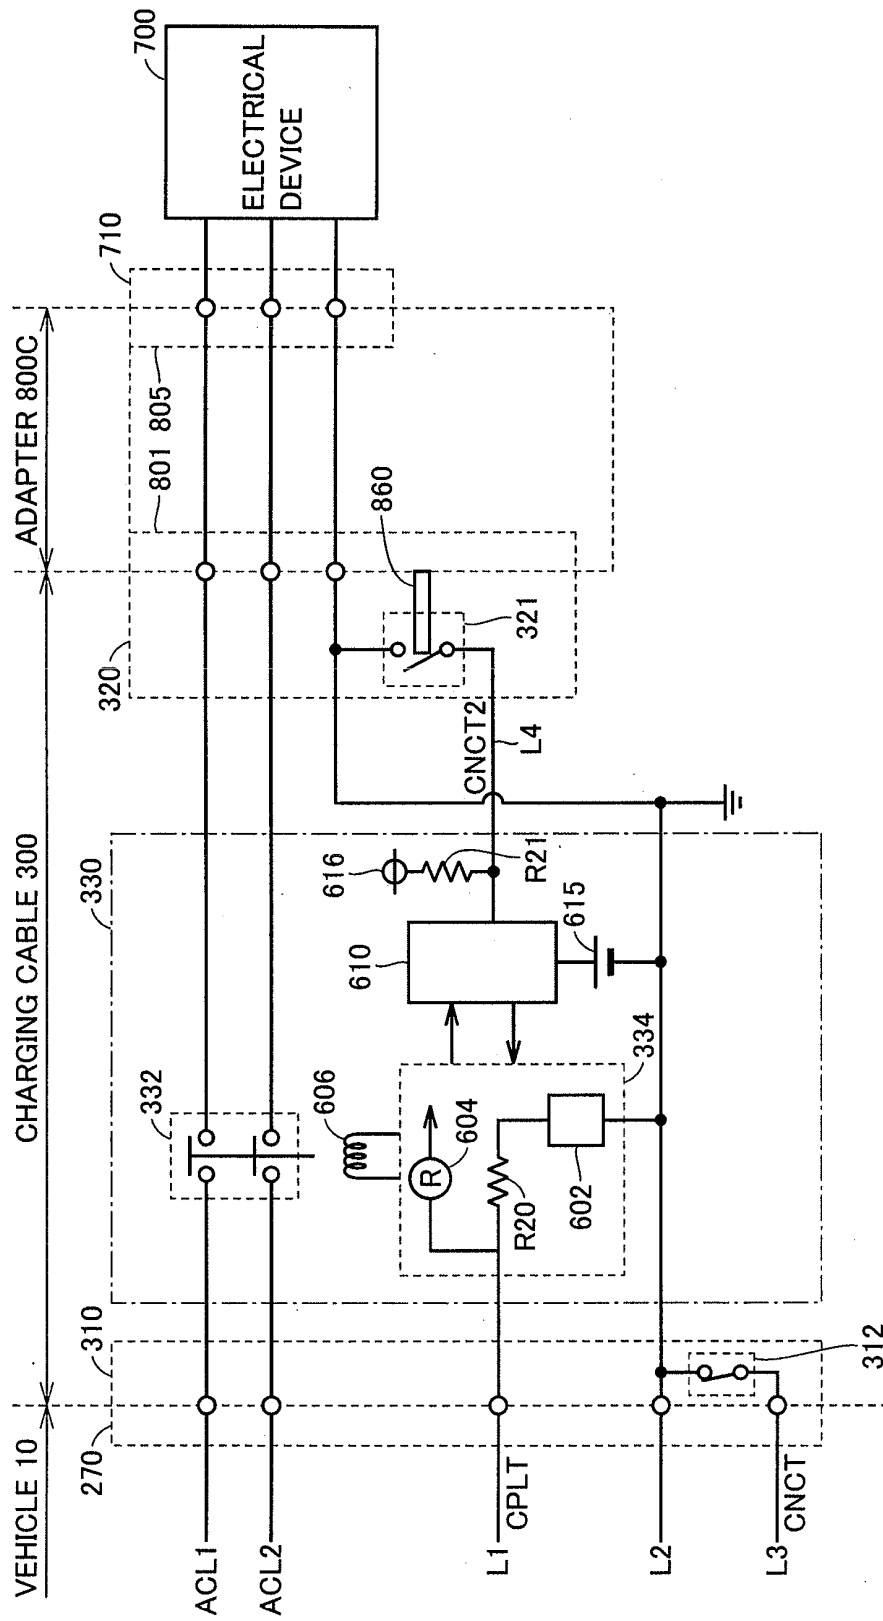 VEHICLE 10
CHARGING CABLE 300
ADAPTER 800C
270
310
330
320
801
805
710
700
332
ACL1
ACL2
ELECTRICAL
DEVICE
606
616
860
R
604
610
321
R21
CNCT2
L4
L1
CPLT
R20
602
334
615
L2
312
L3
CNCT